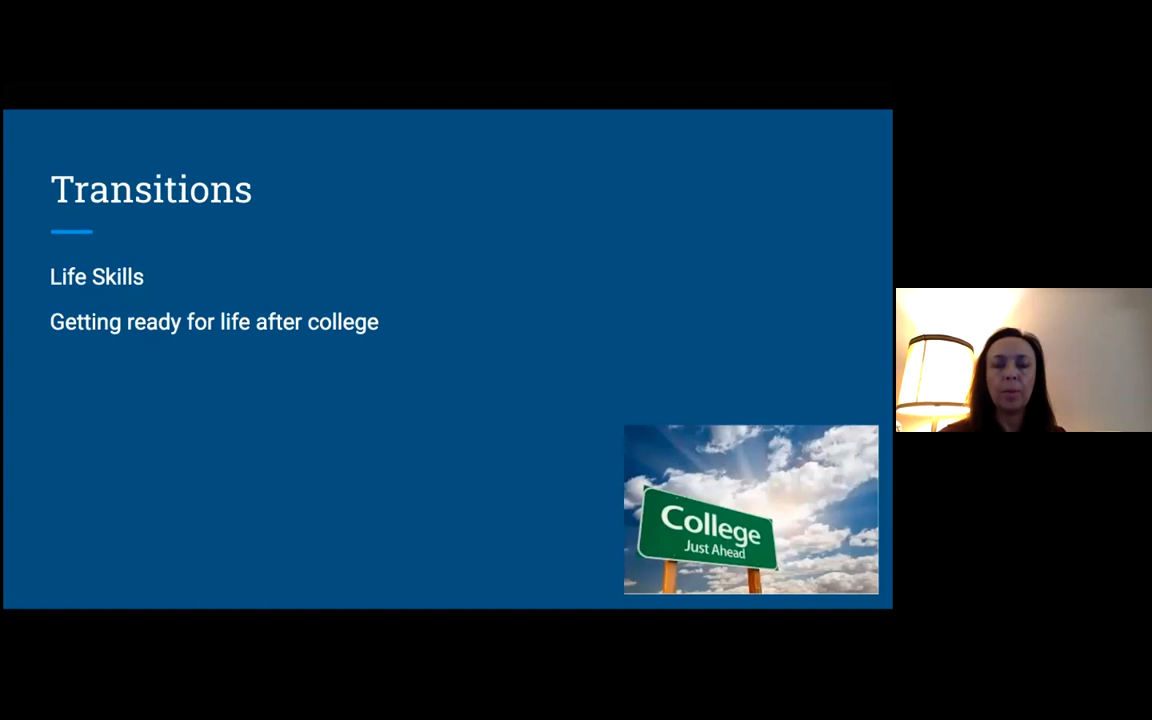 Transitions
Life Skills
Getting ready for life after college
College
Just Ahead